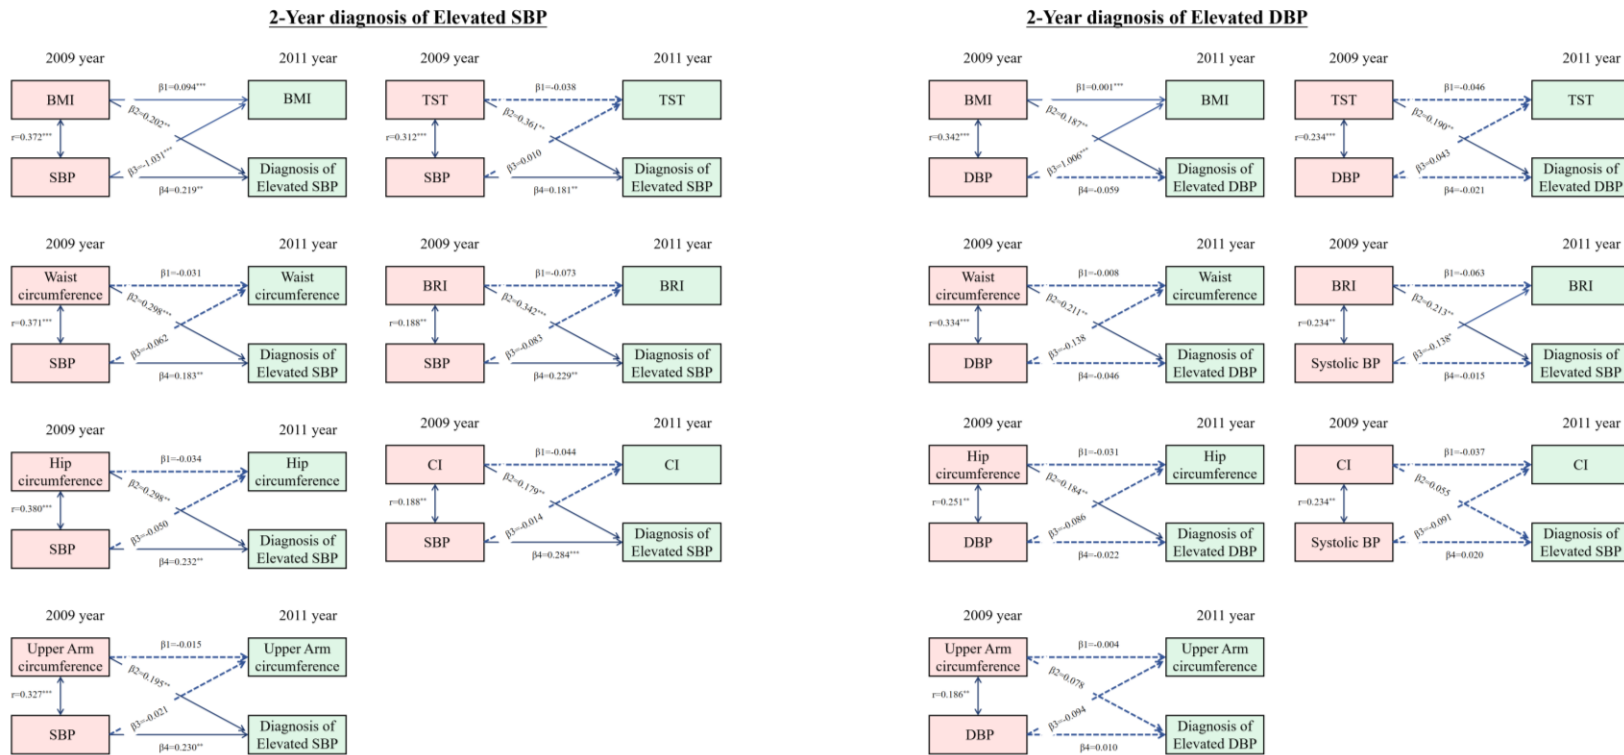 2-Year diagnosis of Elevated SBP
2009 year
2011 year
BMI
β1=0.094***
BMI
β2=0.202**
r=0.372***
β3=-1.031***
SBP
β4=0.219**
Diagnosis of
Elevated SBP
2009 year
2011 year
TST
β1=-0.038
TST
β2=0.361**
r=0.312***
β3=0.010
SBP
β4=0.181**
Diagnosis of
Elevated SBP
2009 year
2011 year
Waist
circumference
β1=-0.031
Waist
circumference
β2=0.298***
r=0.371***
β3=-0.062
SBP
β4=0.183**
Diagnosis of
Elevated SBP
2009 year
2011 year
BRI
β1=-0.073
BRI
β2=0.342***
r=0.188**
β3=-0.083
SBP
β4=0.229**
Diagnosis of
Elevated SBP
2009 year
2011 year
Hip
circumference
β1=-0.034
Hip
circumference
β2=0.298**
r=0.380***
β3=-0.050
SBP
β4=0.232**
Diagnosis of
Elevated SBP
2009 year
2011 year
CI
β1=-0.044
CI
β2=0.179**
r=0.188**
β3=-0.014
SBP
β4=0.284***
Diagnosis of
Elevated SBP
2009 year
2011 year
Upper Arm
circumference
β1=-0.015
Upper Arm
circumference
β2=0.195**
r=0.327***
β3=-0.021
SBP
β4=0.230**
Diagnosis of
Elevated SBP
2-Year diagnosis of Elevated DBP
2009 year
2011 year
BMI
β1=0.001***
BMI
β2=0.187**
r=0.342***
β3=1.006***
DBP
β4=-0.059
Diagnosis of
Elevated DBP
2009 year
2011 year
TST
β1=-0.046
TST
β2=0.190**
r=0.234***
β3=0.043
DBP
β4=-0.021
Diagnosis of
Elevated DBP
2009 year
2011 year
Waist
circumference
β1=-0.008
Waist
circumference
β2=0.211**
r=0.334***
β3=-0.138
DBP
β4=-0.046
Diagnosis of
Elevated DBP
2009 year
2011 year
BRI
β1=-0.063
BRI
β2=0.213**
r=0.234**
β3=-0.138*
Systolic BP
β4=-0.015
Diagnosis of
Elevated SBP
2009 year
2011 year
Hip
circumference
β1=-0.031
Hip
circumference
β2=0.184**
r=0.251**
β3=-0.086
DBP
β4=-0.022
Diagnosis of
Elevated DBP
2009 year
2011 year
CI
β1=-0.037
CI
β2=0.055
r=0.234**
β3=-0.091
Systolic BP
β4=0.020
Diagnosis of
Elevated SBP
2009 year
2011 year
Upper Arm
circumference
β1=-0.004
Upper Arm
circumference
β2=0.078
r=0.186**
β3=-0.094
DBP
β4=0.010
Diagnosis of
Elevated DBP